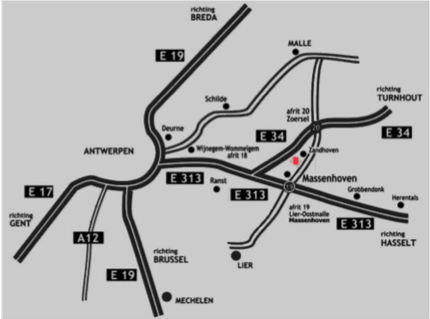 richting
BREDA
E 19
MALLE
Schilde
richting
TURNHOUT
afrit 20
Zoersel
Deurne
20
E 34
E 34
Wijnegem-Wommelgem
afrit 18
Zandhoven
ANTWERPEN
E 313
Ranst
Massenhoven
E 17
E 313
19
Grobbendonk
Herentals
afrit 19
Lier-Oostmalle
Massenhoven
richting
GENT
E 313
A12
richting
HASSELT
richting
BRUSSEL
LIER
E 19
MECHELEN